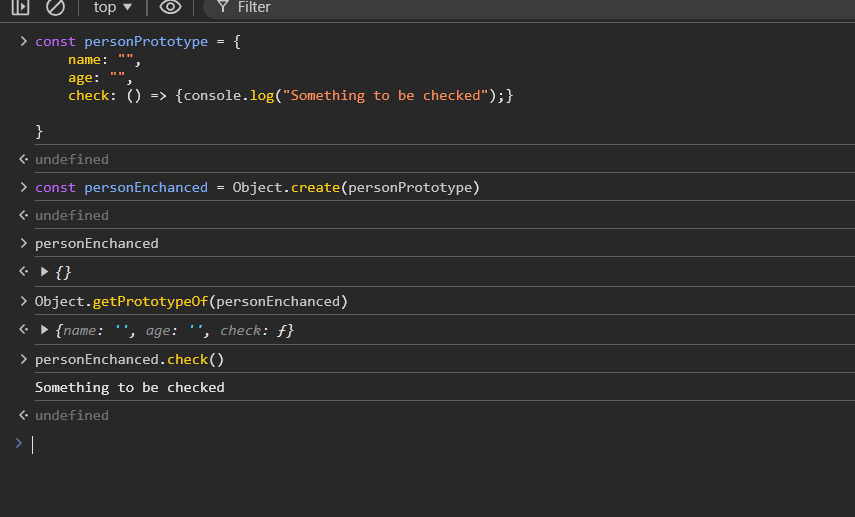 top ▼ Filter
const personPrototype = {
name: "",
age: "",
check: () => {console.log("Something to be checked");}
}
undefined
const personEnchanced = Object.create(personPrototype)
undefined
personEnchanced
{}
Object.getPrototypeOf(personEnchanced)
{name: '', age: '', check: ƒ}
personEnchanced.check()
Something to be checked
undefined